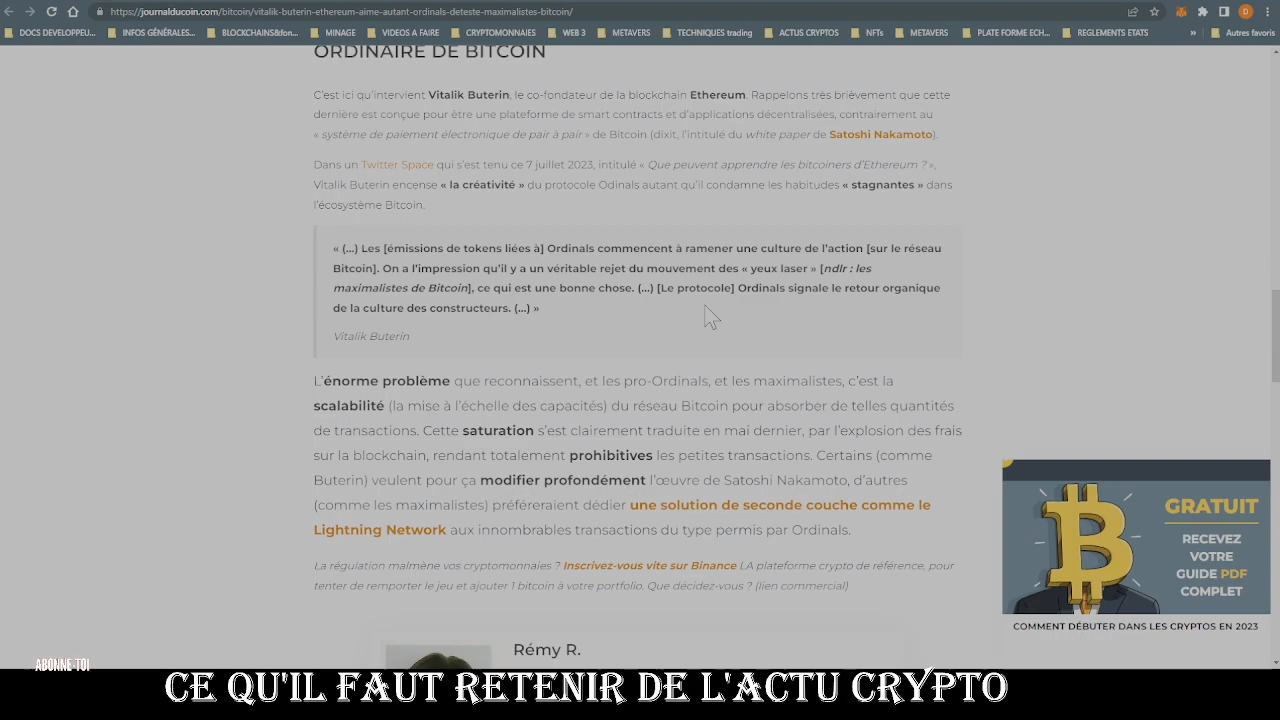 https://journalducoin.com/bitcoin/vitalik-buterin-ethereum-aime-autant-ordinals-deteste-maximalistes-bitcoin/
DOCS DEVELOPPEU... INFOS GÉNÉRALES... BLOCKCHAINS&fon... MINAGE VIDEOS A FAIRE CRYPTOMONNAIES WEB 3 METAVERS TECHNIQUES trading ACTUS CRYPTOS NFTs METAVERS PLATE FORME ECH... REGLEMENTS ETATS » Autres favoris
ORDINAIRE DE BITCOIN
C'est ici qu'intervient Vitalik Buterin, le co-fondateur de la blockchain Ethereum. Rappelons très brièvement que cette
dernière est conçue pour être une plateforme de smart contracts et d'applications décentralisées, contrairement au
« système de paiement électronique de pair à pair » de Bitcoin (dixit, l'intitulé du white paper de Satoshi Nakamoto).
Dans un Twitter Space qui s'est tenu ce 7 juillet 2023, intitulé « Que peuvent apprendre les bitcoiners d'Ethereum ? »,
Vitalik Buterin encense « la créativité » du protocole Odinals autant qu'il condamne les habitudes « stagnantes » dans
l'écosystème Bitcoin.
« (...) Les [émissions de tokens liées à] Ordinals commencent à ramener une culture de l'action [sur le réseau
Bitcoin]. On a l'impression qu'il y a un véritable rejet du mouvement des « yeux laser » [ndlr : les
maximalistes de Bitcoin], ce qui est une bonne chose. (...) [Le protocole] Ordinals signale le retour organique
de la culture des constructeurs. (...) »
Vitalik Buterin
L'énorme problème que reconnaissent, et les pro-Ordinals, et les maximalistes, c'est la
scalabilité (la mise à l'échelle des capacités) du réseau Bitcoin pour absorber de telles quantités
de transactions. Cette saturation s'est clairement traduite en mai dernier, par l'explosion des frais
sur la blockchain, rendant totalement prohibitives les petites transactions. Certains (comme
Buterin) veulent pour ça modifier profondément l'œuvre de Satoshi Nakamoto, d'autres
(comme les maximalistes) préféreraient dédier une solution de seconde couche comme le
Lightning Network aux innombrables transactions du type permis par Ordinals.
La régulation malmène vos cryptomonnaies ? Inscrivez-vous vite sur Binance LA plateforme crypto de référence, pour
tenter de remporter le jeu et ajouter 1 bitcoin à votre portfolio. Que décidez-vous ? (lien commercial)
GRATUIT
RECEVEZ
VOTRE
GUIDE PDF
COMPLET
COMMENT DÉBUTER DANS LES CRYPTOS EN 2023
Rémy R.
ABONNE-TOI
CE QU'IL FAUT RETENIR DE L'ACTU CRYPTO